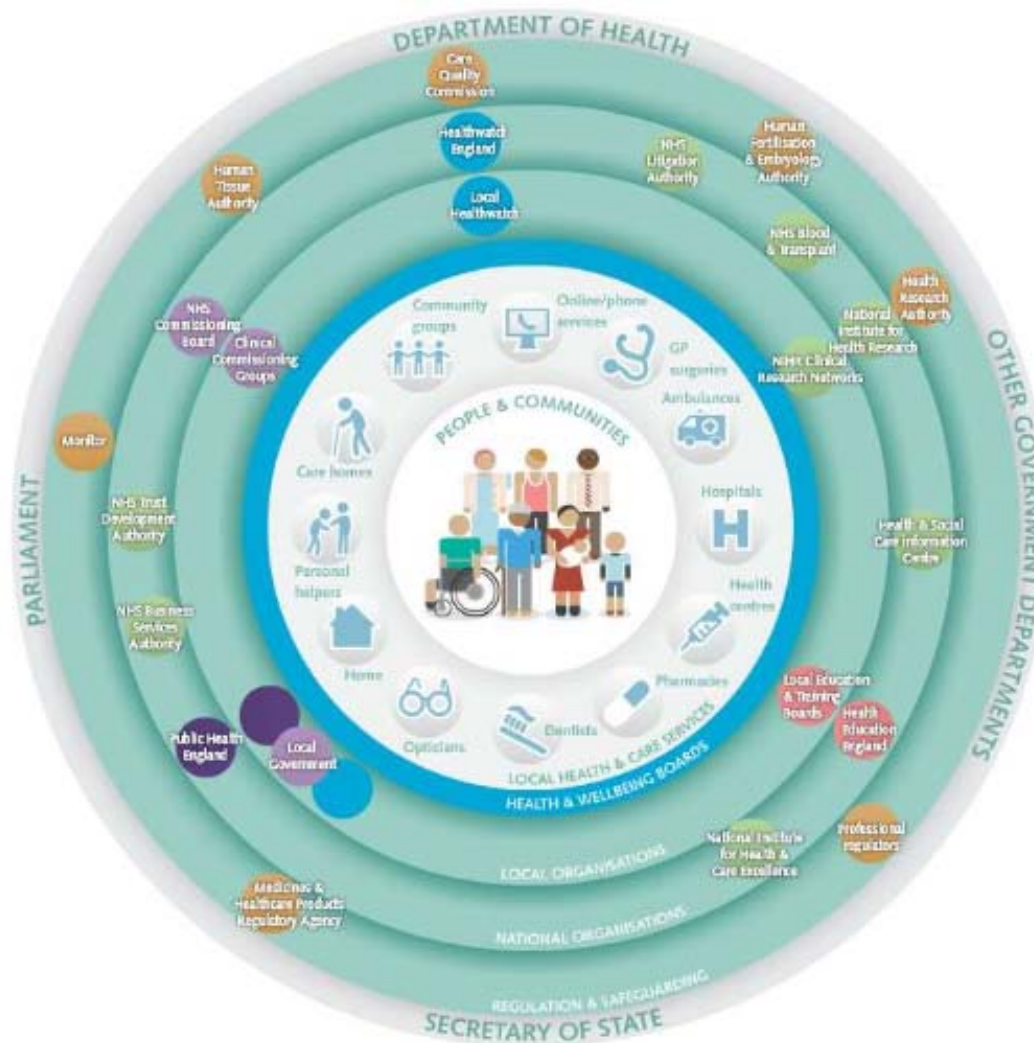 DEPARTMENT OF HEALTH
Care
Quality
Commission
Healthwatch
England
Local
Healthwatch
Human
Tissue
Authority
NHS
Litigation
Authority
Human
Fertilisation
& Embryology
Authority
NHS Blood
& Transplant
Health
Research
Authority
National
Institute for
Health Research
NIHR Clinical
Research Networks
NHS
Commissioning
Board
Clinical
Commissioning
Groups
Community
groups
Online/phone
services
GP
surgeries
Ambulances
PEOPLE & COMMUNITIES
Care homes
Hospitals
H
Personal
helpers
Health
centres
Home
Pharmacies
Opticians
Dentists
Monitor
NHS Trust
Development
Authority
NHS Business
Services
Authority
Health & Social
Care Information
Centre
PARLIAMENT
OTHER GOVERNMENT DEPARTMENTS
Local Education
& Training
Boards
Health
Education
England
Public Health
England
Local
Government
LOCAL HEALTH & CARE SERVICES
HEALTH & WELLBEING BOARDS
National Institute
for Health &
Care Excellence
Professional
regulators
Medicines &
Healthcare Products
Regulatory Agency
LOCAL ORGANISATIONS
NATIONAL ORGANISATIONS
REGULATION & SAFEGUARDING
SECRETARY OF STATE